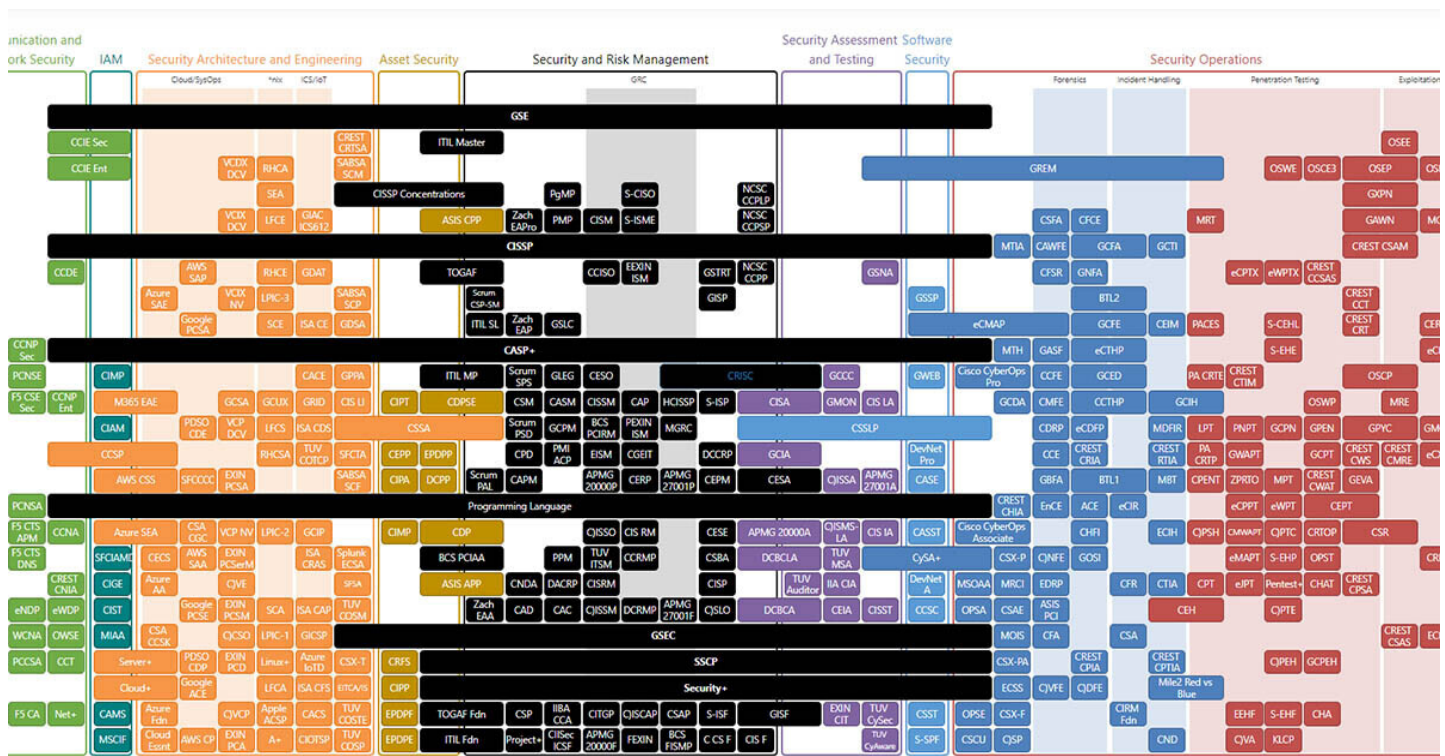 unication and Security Assessment Software
ork Security IAM Security Architecture and Engineering Asset Security Security and Risk Management and Testing Security Security Operations
Cloud/SysOps *nix ICS/IoT GRC Forensics Incident Handling Penetration Testing Exploitation
GSE
CCIE Sec CREST CRTSA ITIL Master OSEE
CCIE Ent VCDX DCV RHCA SABSA SCM GREM OSWE OSCE3 OSEP
SEA CISSP Concentrations PgMP S-CISO NCSC CCPLP GXPN
VCIX DCV LFCE GIAC ICS612 ASIS CPP Zach EAPro PMP CISM S-ISME NCSC CCPSP CSFA CFCE MRT GAWN
CISSP MTIA CAWFE GCFA GCTI CREST CSAM
CCDE AWS SAP RHCE GDAT TOGAF CCISO EEXIN ISM GSTRT NCSC CCPP GSNA CFSR GNFA eCPTX eWPTX CREST CCSAS
Azure SAE VCIX NV LPIC-3 SABSA SCP Scrum CSP-SM GISP GSSP BTL2 CREST CCT
Google PCSA SCE ISA CE GDSA ITIL SL Zach EAP GSLC eCMAP GCFE CEIM PACES S-CEHL CREST CRT CER
CCNP Sec CASP+ MTH GASF eCTHP S-EHE
PCNSE CIMP CACE GPPA ITIL MP Scrum SPS GLEG CESO CRISC GCCC GWEB Cisco CyberOps Pro CCFE GCED PA CRTE CREST CTIM OSCP
F5 CSE Sec CCNP Ent M365 EAE GCSA GCUX GRID CIS LI CIPT CDPSE CSM CASM CISSM CAP HCISSP S-ISP CISA GMON CIS LA GCDA CMFE CCTHP GCIH OSWP MRE
CIAM PDSO CDE VCP DCV LFCS ISA CDS CSSA Scrum PSD GCPM BCS PCIRM PEXIN ISM MGRC CSSLP CDRP eCDFP MDFIR LPT PNPT GCPN GPEN GPYC GMO
CCSP RHCSA TUV COTCP SFCTA CEPP EPDPP CPD PMI ACP EISM CGEIT DCCRP GCIA DevNet Pro CCE CREST CRIA CREST RTIA PA CRTP GWAPT GCPT CREST CWS CREST CMRE
AWS CSS SFCCCC EXIN PCSA SABSA SCF CIPA DCPP Scrum PAL CAPM APMG 20000P CERP APMG 27001P CEPM CESA CJISSA APMG 27001A CASE GBFA BTL1 MBT CPENT ZPRTO MPT CREST CWAT GEVA
PCNSA Programming Language CREST CHIA EnCE ACE eCIR eCPPT eWPT CEPT
F5 CTS APM CCNA Azure SEA CSA CGC VCP NV LPIC-2 GCIP CIMP CDP CJISSO CIS RM CESE APMG 20000A QISMS-LA CIS IA CASST Cisco CyberOps Associate CHFI ECIH CJPSH CMWAPT CJPTC CRTOP CSR
F5 CTS DNS SFCIAMD CECS AWS SAA EXIN PCSerM ISA CRAS Splunk ECSA BCS PCIAA PPM TUV ITSM CCRMP CSBA DCBCLA TUV MSA CySA+ CSX-P CJNFE GOSI eMAPT S-EHP OPST
CREST CNIA CIGE Azure AA CJVE SFSA ASIS APP CNDA DACRP CISRM CISP TUV Auditor IIA CIA DevNet A MSOAA MRCI EDRP CFR CTIA CPT eJPT Pentest+ CHAT CREST CPSA
eNDP eWDP CIST Google PCSE EXIN PCSM SCA ISA CAP TUV COSM Zach EAA CAD CAC CJISSM DCRMP APMG 27001F CJSLO DCBCA CEIA CISST CCSC OPSA CSAE ASIS PCI CEH CJPTE
WCNA OWSE MIAA CSA CCSK CJCSO LPIC-1 GICSP GSEC MOIS CFA CSA CREST CSAS
PCCSA CCT Server+ PDSO CDP EXIN PCD Linux+ Azure IoTD CSX-T CRFS SSCP CSX-PA CREST CPIA CREST CPTIA CJPEH GCPEH
Cloud+ Google ACE LFCA ISA CFS EITCA/IS CIPP Security+ ECSS CJVFE CJDFE Mile2 Red vs Blue
F5 CA Net+ CAMS Azure Fdn CJVCP Apple ACSP CACS TUV COSTE EPDPF TOGAF Fdn CSP IIBA CCA CITGP CJISCAP CSAP S-ISF GISF EXIN CIT TUV CySec CSST OPSE CSX-F CIRM Fdn EEHF S-EHF CHA
MSCIF Cloud Essnt AWS CP EXIN PCA A+ CIOTSP TUV COSP EPDPE ITIL Fdn Project+ CIISec ICSF APMG 20000F FEXIN BCS FISMP C CS F CIS F TUV CyAware S-SPF CSCU CJSP CND CJVA KLCP